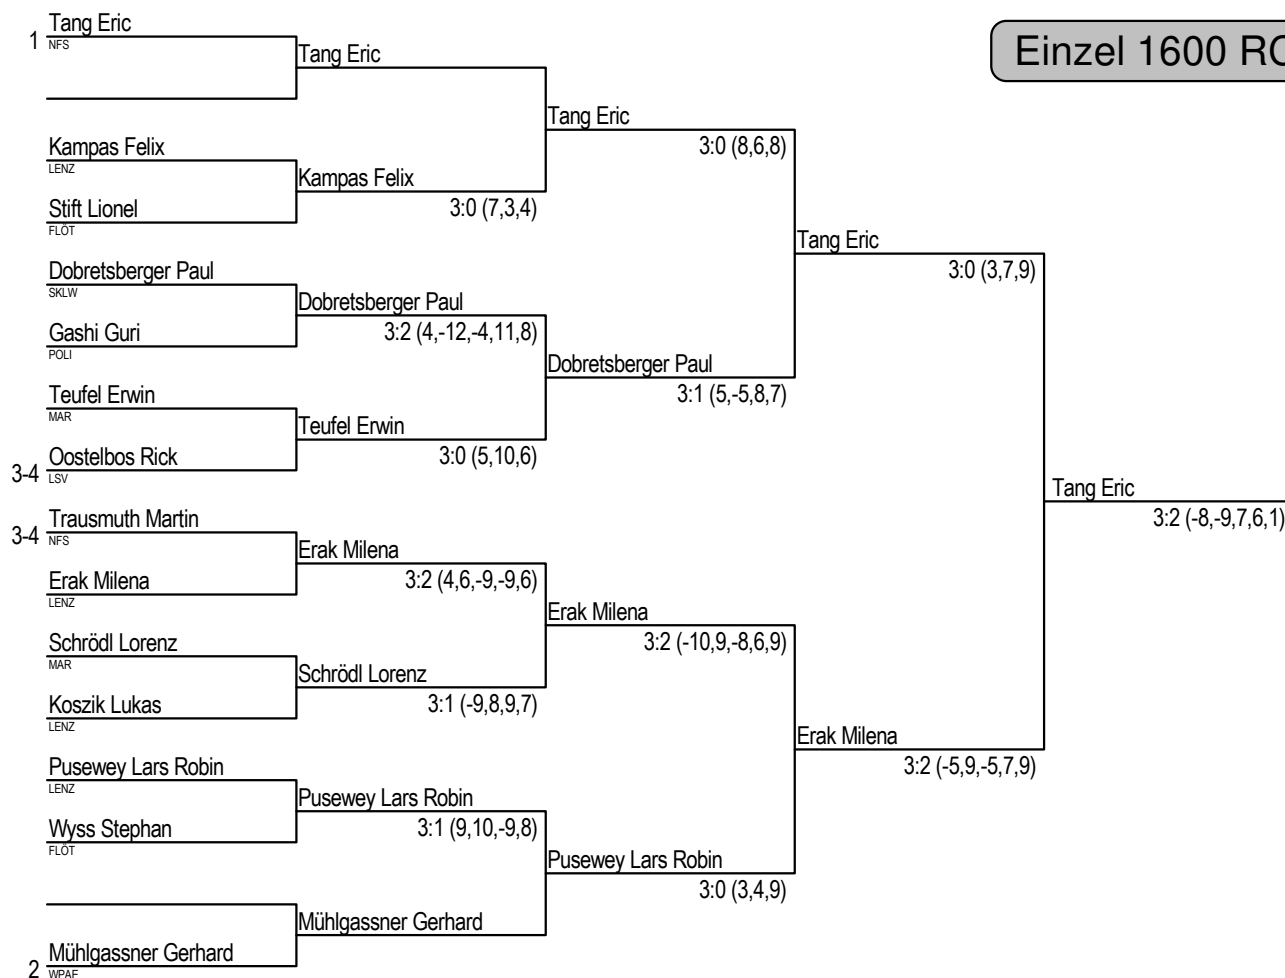 Einzel 1600 RC
1 Tang Eric
NFS
Kampas Felix
LENZ
Stift Lionel
FLÖT
Dobretsberger Paul
SKLW
Gashi Guri
POLI
Teufel Erwin
MAR
3-4 Oostelbos Rick
LSV
3-4 Trausmuth Martin
NFS
Erak Milena
LENZ
Schrödl Lorenz
MAR
Koszik Lukas
LENZ
Pusewey Lars Robin
LENZ
Wyss Stephan
FLÖT
2 Mühlgassner Gerhard
WPAF
Tang Eric
Kampas Felix
3:0 (7,3,4)
Dobretsberger Paul
3:2 (4,-12,-4,11,8)
Teufel Erwin
3:0 (5,10,6)
Erak Milena
3:2 (4,6,-9,-9,6)
Schrödl Lorenz
3:1 (-9,8,9,7)
Pusewey Lars Robin
3:1 (9,10,-9,8)
Mühlgassner Gerhard
Tang Eric
3:0 (8,6,8)
Dobretsberger Paul
3:1 (5,-5,8,7)
Erak Milena
3:2 (-10,9,-8,6,9)
Pusewey Lars Robin
3:0 (3,4,9)
Tang Eric
3:0 (3,7,9)
Erak Milena
3:2 (-5,9,-5,7,9)
Tang Eric
3:2 (-8,-9,7,6,1)